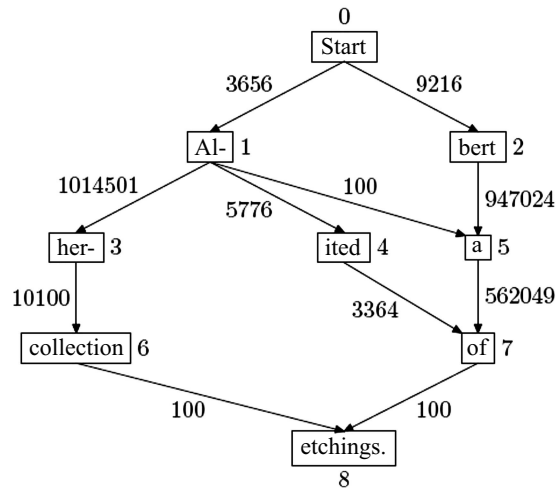 0
Start
3656 9216
Al- 1 bert 2
1014501 5776 100 947024
her- 3 ited 4 a 5
10100 3364 562049
collection 6 of 7
100 100
etchings.
8